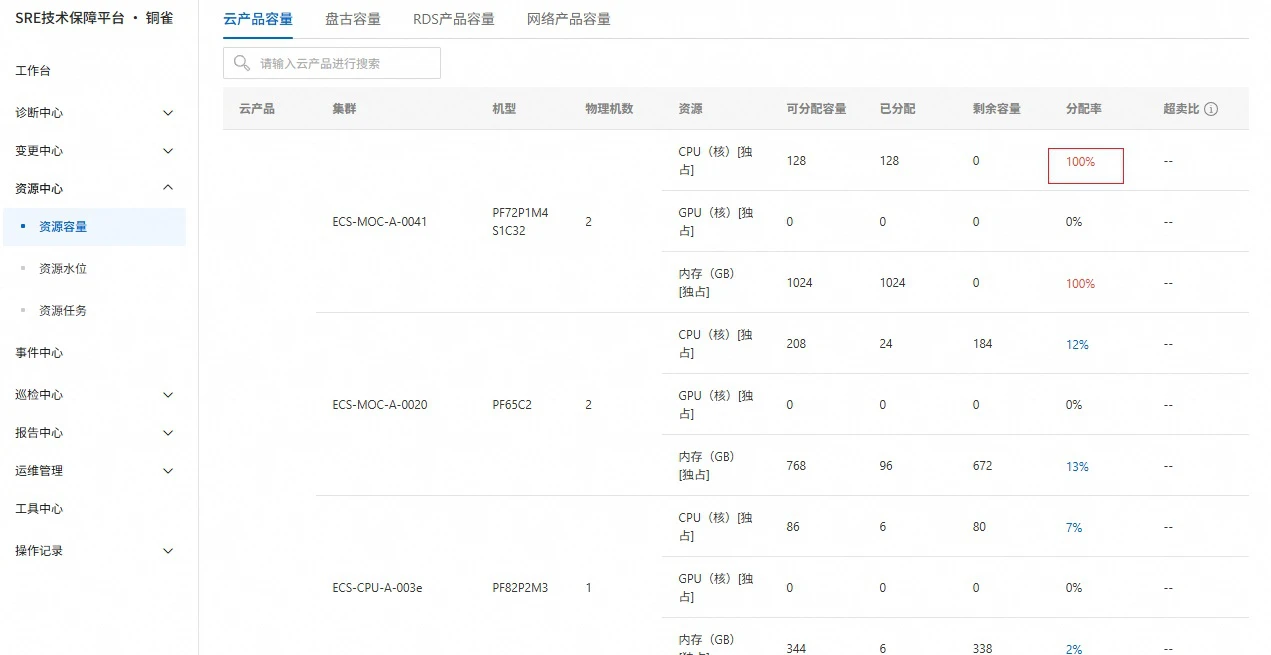 SRE技术保障平台 · 铜雀
工作台
诊断中心
变更中心
资源中心
资源容量
资源水位
资源任务
事件中心
巡检中心
报告中心
运维管理
工具中心
操作记录
云产品容量 盘古容量 RDS产品容量 网络产品容量
请输入云产品进行搜索
云产品 集群 机型 物理机数 资源 可分配容量 已分配 剩余容量 分配率 超卖比
ECS-MOC-A-0041 PF72P1M4
S1C32 2
CPU（核）[独
占] 128 128 0 100% --
GPU（核）[独
占] 0 0 0 0% --
内存（GB）
[独占] 1024 1024 0 100% --
ECS-MOC-A-0020 PF65C2 2
CPU（核）[独
占] 208 24 184 12% --
GPU（核）[独
占] 0 0 0 0% --
内存（GB）
[独占] 768 96 672 13% --
ECS-CPU-A-003e PF82P2M3 1
CPU（核）[独
占] 86 6 80 7% --
GPU（核）[独
占] 0 0 0 0% --
内存（GB） 344 6 338 2% --